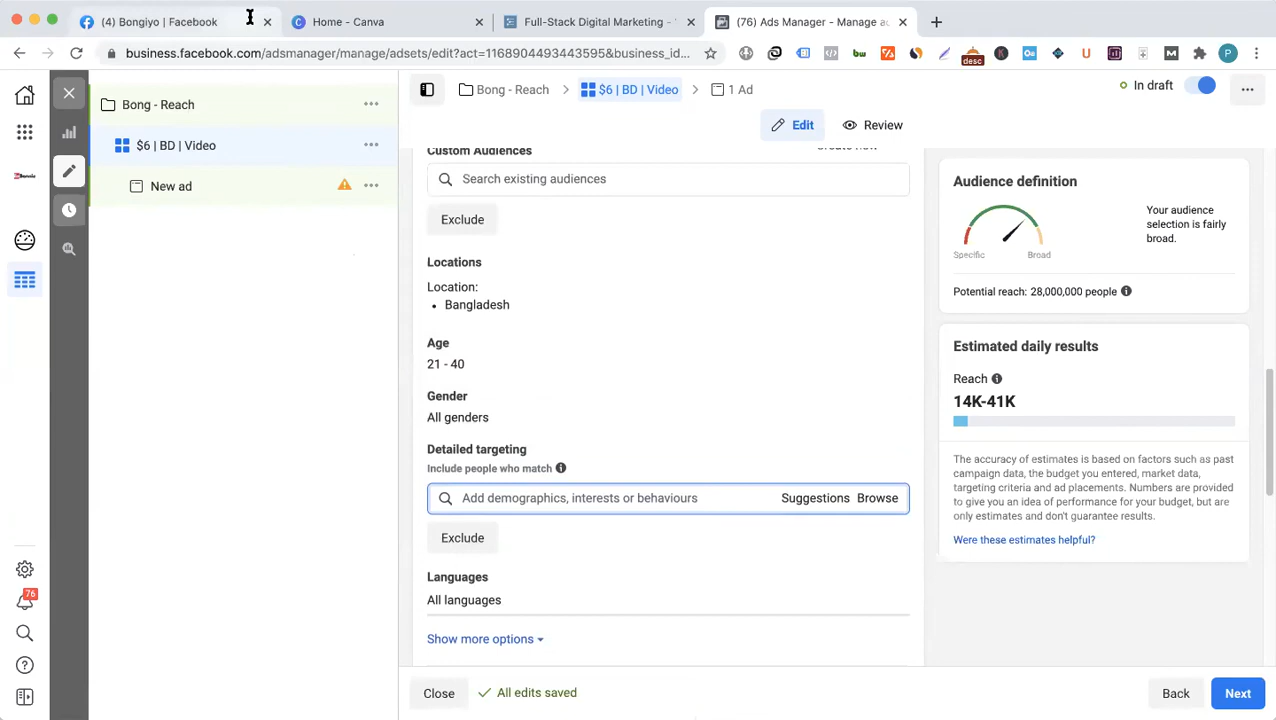 (4) Bongiyo | Facebook
Home - Canva
Full-Stack Digital Marketing -
(76) Ads Manager - Manage ad
business.facebook.com/adsmanager/manage/adsets/edit?act=1168904493443595&business_id...
desc
Bong - Reach
$6 | BD | Video
1 Ad
In draft
Bong - Reach
$6 | BD | Video
New ad
Edit
Review
Custom Audiences
Create new
Search existing audiences
Exclude
Locations
Location:
Bangladesh
Age
21 - 40
Gender
All genders
Detailed targeting
Include people who match
Add demographics, interests or behaviours
Suggestions
Browse
Exclude
Languages
All languages
Show more options
Audience definition
Your audience
selection is fairly
broad.
Specific
Broad
Potential reach: 28,000,000 people
Estimated daily results
Reach
14K-41K
The accuracy of estimates is based on factors such as past
campaign data, the budget you entered, market data,
targeting criteria and ad placements. Numbers are provided
to give you an idea of performance for your budget, but are
only estimates and don't guarantee results.
Were these estimates helpful?
76
Close
All edits saved
Back
Next